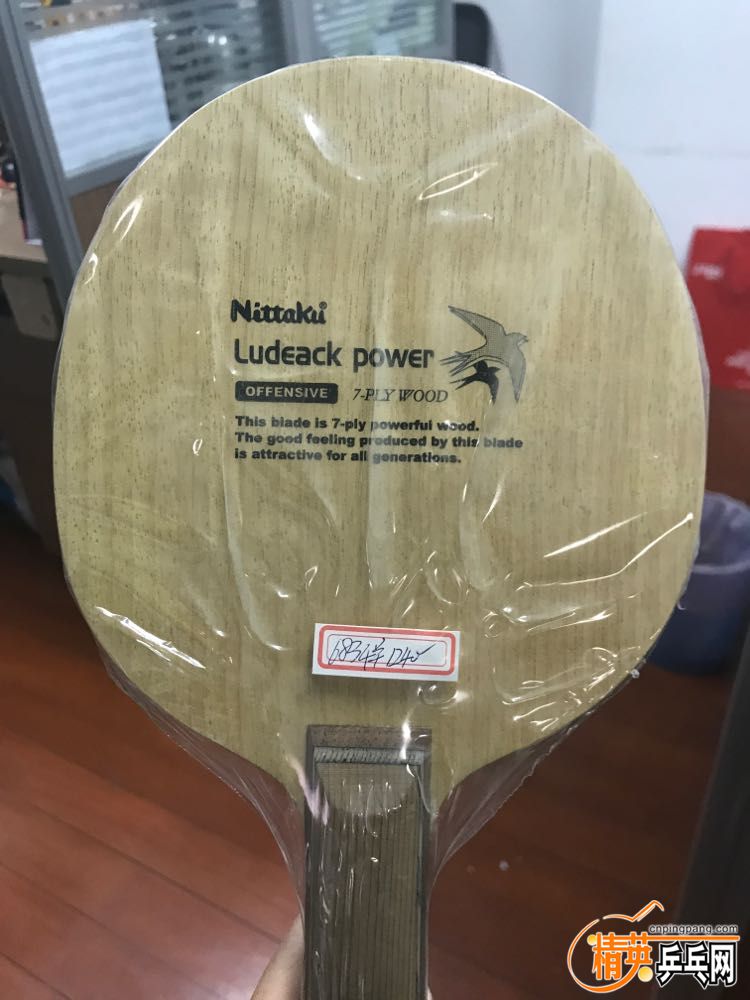 Nittaku®
Ludeack power
OFFENSIVE 7-PLY WOOD
This blade is 7-ply powerful wood.
The good feeling produced by this blade
is attractive for all generations.
cnpingpang.com
精英乒乓网